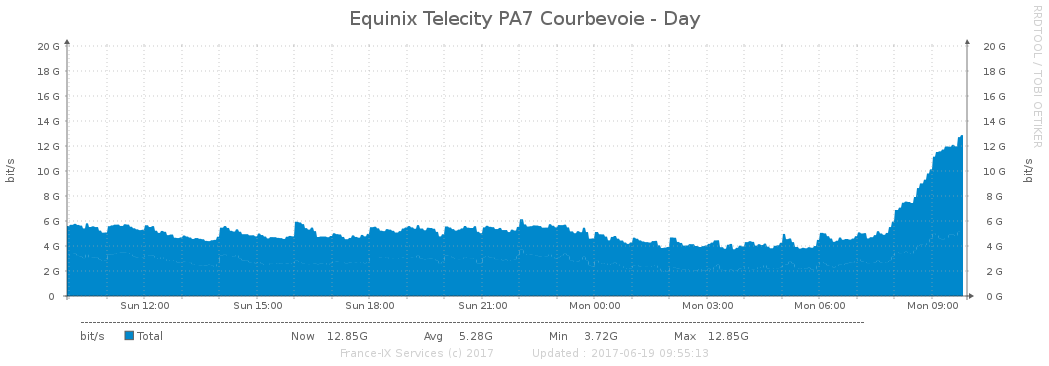 Equinix Telecity PA7 Courbevoie - Day
RRDTOOL / TOBI OETIKER
bit/s
20 G 20 G
18 G 18 G
16 G 16 G
14 G 14 G
12 G 12 G
10 G 10 G
8 G 8 G
6 G 6 G
4 G 4 G
2 G 2 G
0 0 G
bit/s
Sun 12:00 Sun 15:00 Sun 18:00 Sun 21:00 Mon 00:00 Mon 03:00 Mon 06:00 Mon 09:00
bit/s Total Now 12.85G Avg 5.28G Min 3.72G Max 12.85G
France-IX Services (c) 2017 Updated : 2017-06-19 09:55:13